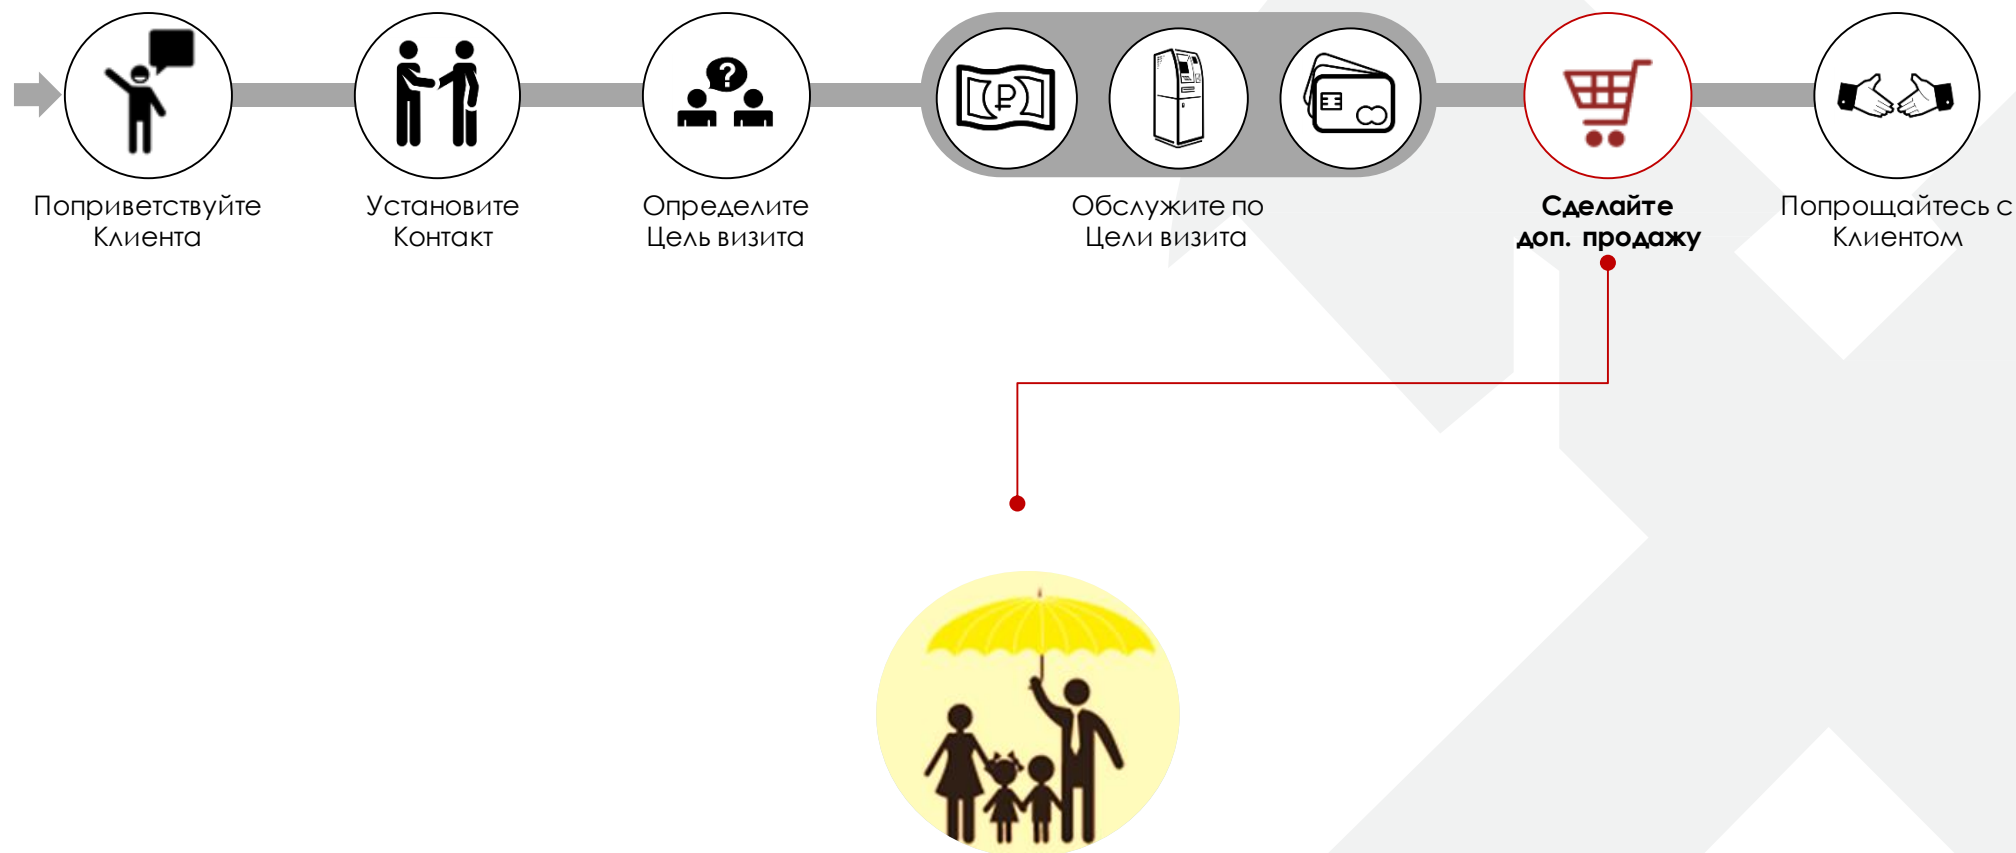 Поприветствуйте
Клиента
Установите
Контакт
Определите
Цель визита
Обслужите по
Цели визита
Сделайте
доп. продажу
Попрощайтесь с
Клиентом